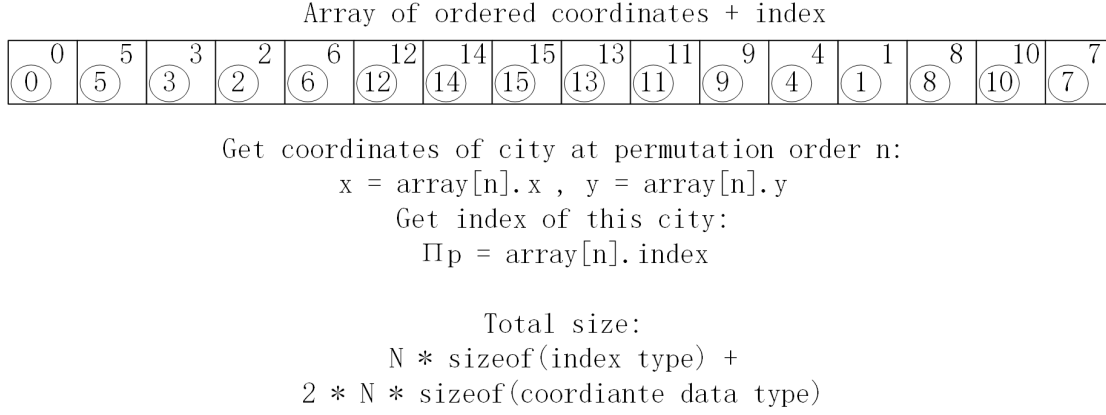 Array of ordered coordinates + index
0 5 3 2 6 12 14 15 13 11 9 4 1 8 10 7
0 5 3 2 6 12 14 15 13 11 9 4 1 8 10 7
Get coordinates of city at permutation order n:
x = array[n].x , y = array[n].y
Get index of this city:
Πp = array[n].index
Total size:
N * sizeof(index type) +
2 * N * sizeof(coordiante data type)